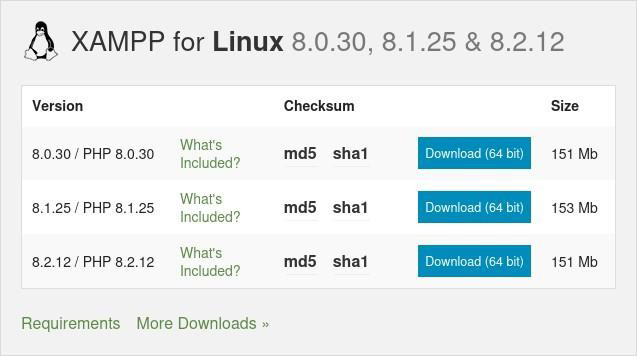 XAMPP for Linux 8.0.30, 8.1.25 & 8.2.12
Version Checksum Size
8.0.30 / PHP 8.0.30 What's Included? md5 sha1 Download (64 bit) 151 Mb
8.1.25 / PHP 8.1.25 What's Included? md5 sha1 Download (64 bit) 153 Mb
8.2.12 / PHP 8.2.12 What's Included? md5 sha1 Download (64 bit) 151 Mb
Requirements More Downloads »